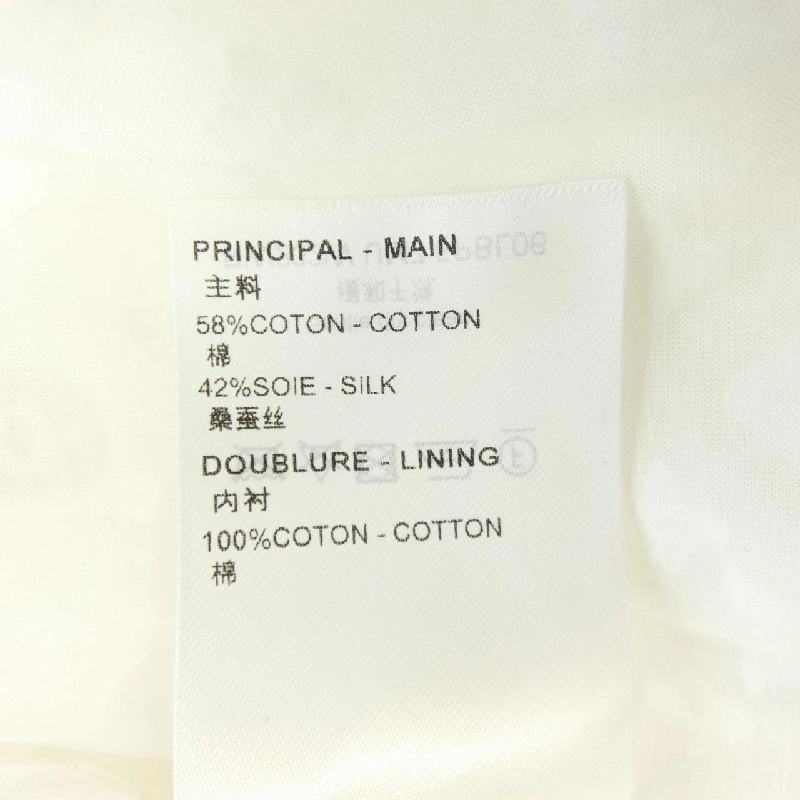 PRINCIPAL - MAIN
主料
58%COTON - COTTON
棉
42%SOIE - SILK
桑蚕丝
DOUBLURE - LINING
内衬
100%COTON - COTTON
棉